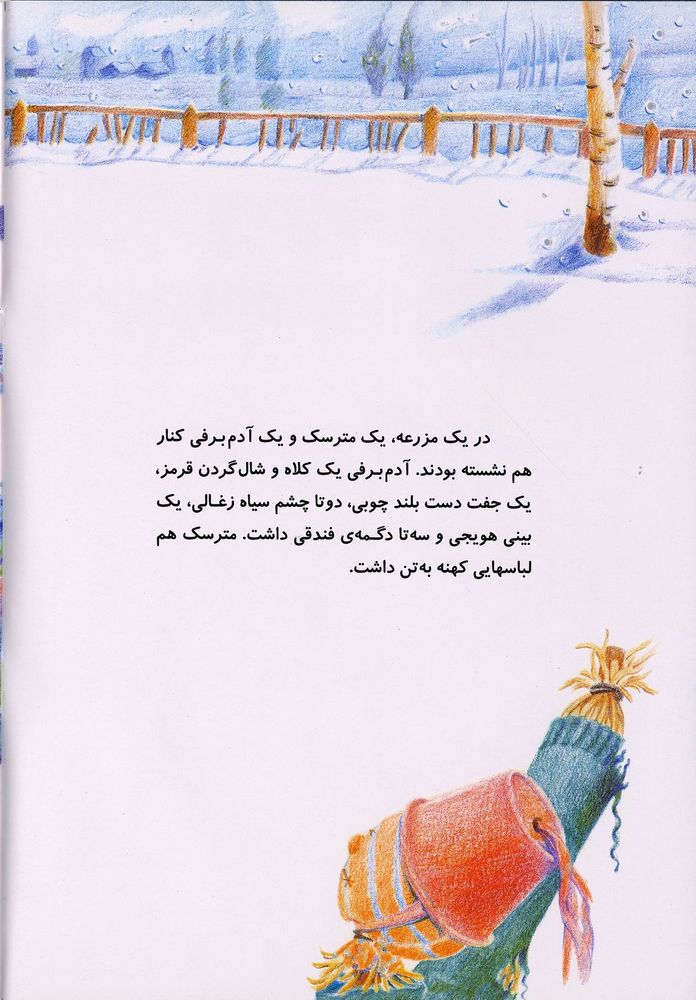 در یک مزرعه، یک مترسک و یک آدم‌برفی کنار
هم نشسته بودند. آدم‌برفی یک کلاه و شال‌گردن قرمز،
یک جفت دست بلند چوبی، دوتا چشم سیاه زغالی، یک
بینی هویجی و سه‌تا دگمه‌ی فندقی داشت. مترسک هم
لباسهایی کهنه به‌تن داشت.